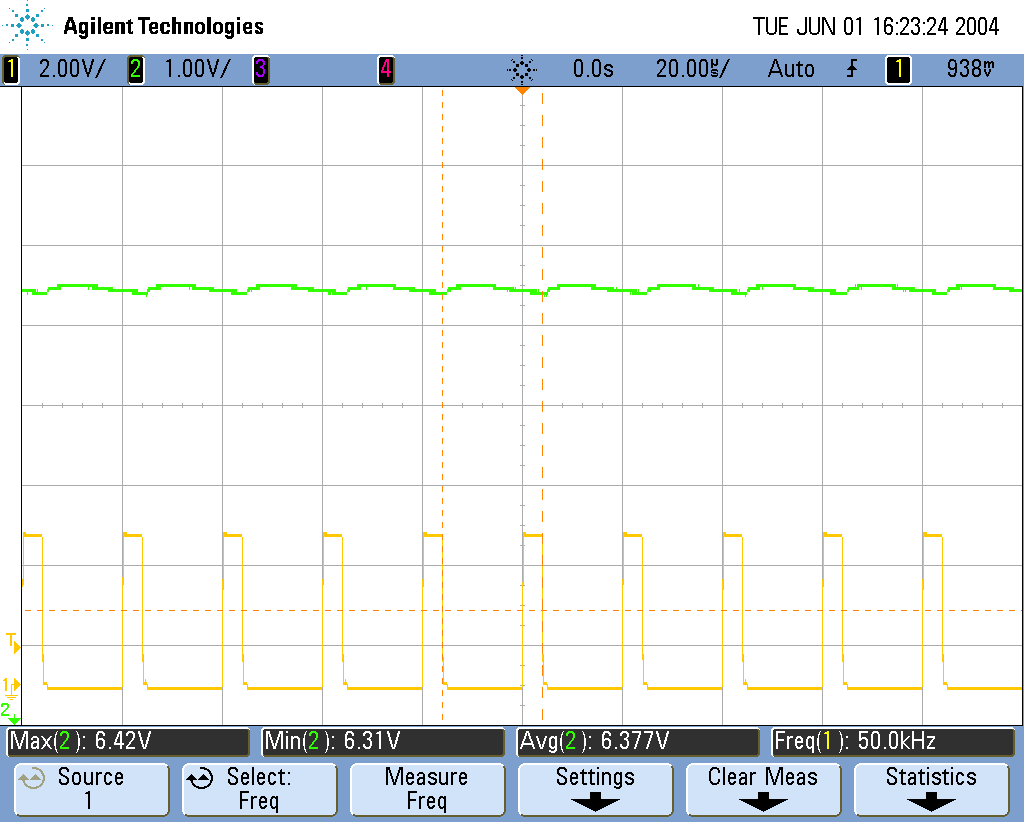 Agilent Technologies TUE JUN 01 16:23:24 2004
1 2.00V/ 2 1.00V/ 3 4 0.0s 20.00µs/ Auto 1 938mV
T
1
2
Max(2): 6.42V Min(2): 6.31V Avg(2): 6.377V Freq(1): 50.0kHz
Source Select: Measure Settings Clear Meas Statistics
1 Freq Freq